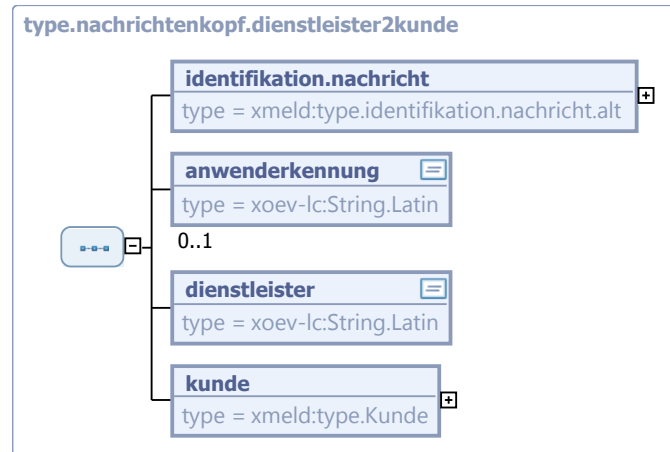 type.nachrichtenkopf.dienstleister2kunde
identifikation.nachricht
type = xmeld:type.identifikation.nachricht.alt
anwenderkennung
type = xoev-lc:String.Latin
0..1
dienstleister
type = xoev-lc:String.Latin
kunde
type = xmeld:type.Kunde